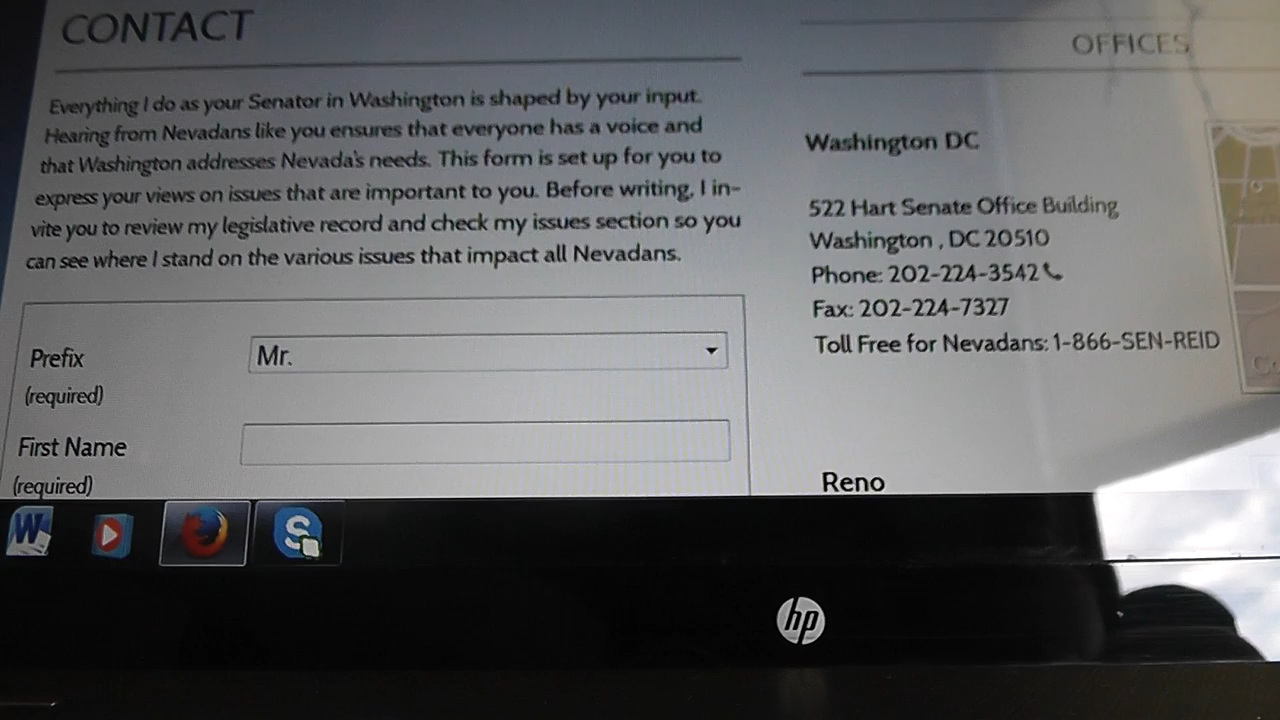 CONTACT
Everything I do as your Senator in Washington is shaped by your input.
Hearing from Nevadans like you ensures that everyone has a voice and
that Washington addresses Nevada's needs. This form is set up for you to
express your views on issues that are important to you. Before writing, I in-
vite you to review my legislative record and check my issues section so you
can see where I stand on the various issues that impact all Nevadans.
Prefix
(required)
Mr.
First Name
(required)
OFFICES
Washington DC
522 Hart Senate Office Building
Washington , DC 20510
Phone: 202-224-3542
Fax: 202-224-7327
Toll Free for Nevadans: 1-866-SEN-REID
Reno
W
S
hp